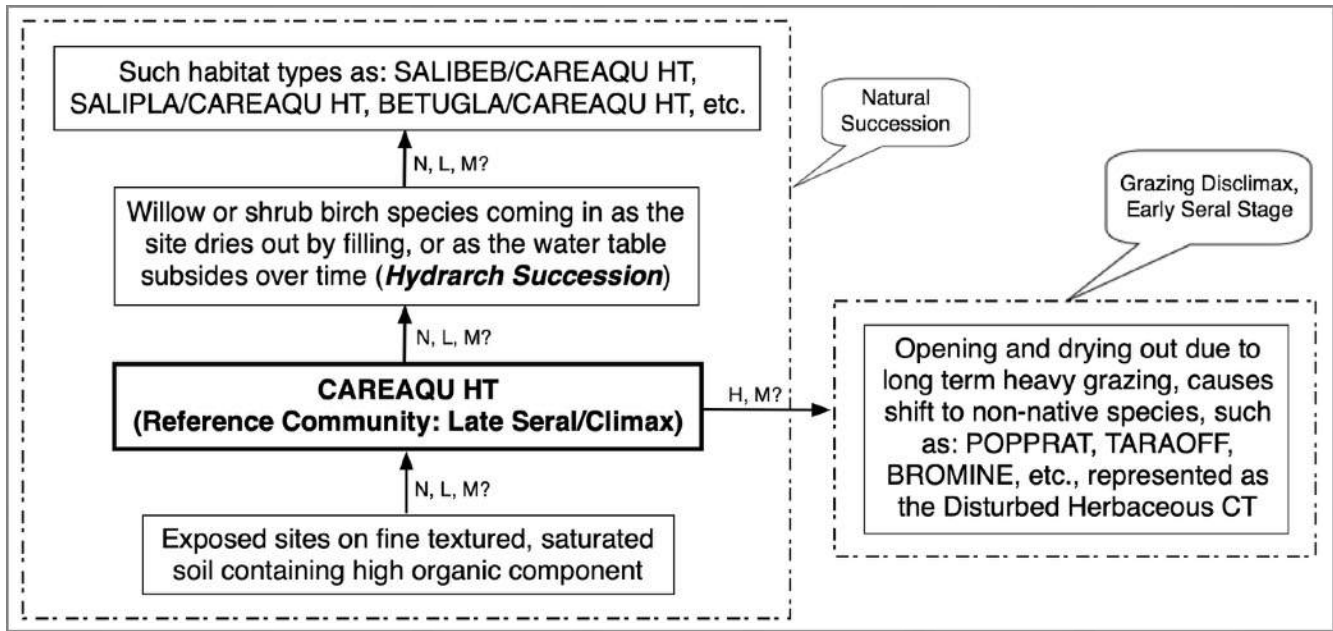 Such habitat types as: SALIBEB/CAREAQU HT,
SALIPLA/CAREAQU HT, BETUGLA/CAREAQU HT, etc.
N, L, M?
Willow or shrub birch species coming in as the
site dries out by filling, or as the water table
subsides over time (Hydrarch Succession)
N, L, M?
CAREAQU HT
(Reference Community: Late Seral/Climax)
N, L, M?
Exposed sites on fine textured, saturated
soil containing high organic component
Natural
Succession
H, M?
Grazing Disclimax,
Early Seral Stage
Opening and drying out due to
long term heavy grazing, causes
shift to non-native species, such
as: POPPRAT, TARAOFF,
BROMINE, etc., represented as
the Disturbed Herbaceous CT